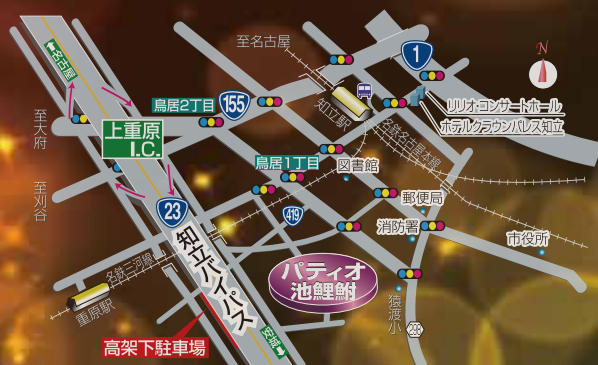 至名古屋
1
N
名古屋
155
鳥居2丁目
知立駅
リリオ・コンサートホール
ホテルクラウンパレス知立
至大府
上重原
I.C.
名鉄名古屋本線
鳥居1丁目
図書館
至刈谷
23
419
郵便局
消防署
市役所
知立バイパス
名鉄三河線
重原駅
パティオ
池鯉鮒
猿渡小
298
安城
高架下駐車場